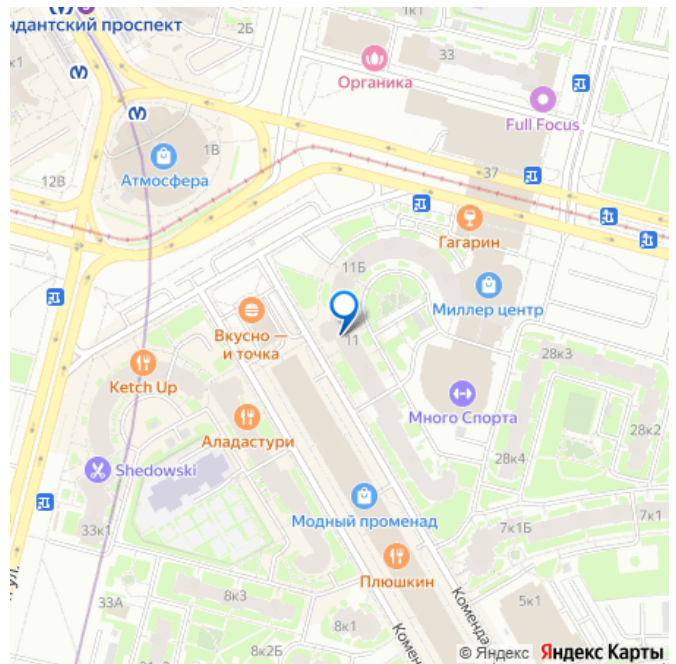 ндантский проспект
2Б
1к1
33
к1
Органика
Full Focus
1В
12В
Атмосфера
37
Гагарин
11Б
Миллер центр
Вкусно —
и точка
11
28к3
Ketch Up
Много Спорта
Аладастури
28к2
28к4
Shedowski
Модный променад
7к1
7к1Б
33к1
Плюшкин
ул.
8к3
33А
5к1
8к1
Коменда
Комен
8к2Б
© Яндекс Яндекс Карты